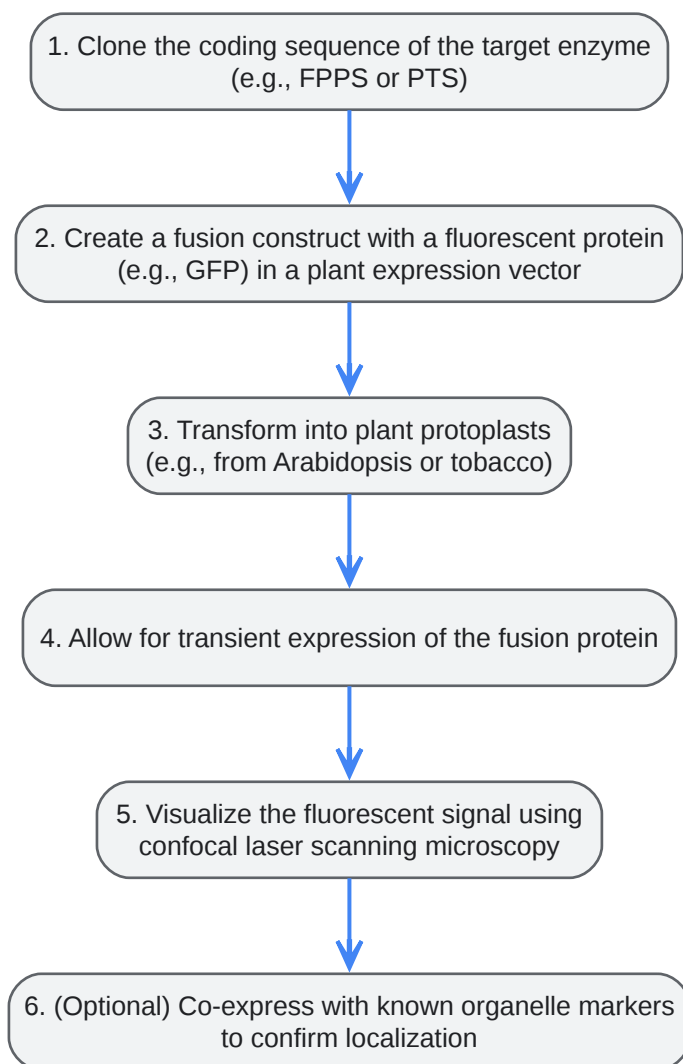 1. Clone the coding sequence of the target enzyme
(e.g., FPPS or PTS)
2. Create a fusion construct with a fluorescent protein
(e.g., GFP) in a plant expression vector
3. Transform into plant protoplasts
(e.g., from Arabidopsis or tobacco)
4. Allow for transient expression of the fusion protein
5. Visualize the fluorescent signal using
confocal laser scanning microscopy
6. (Optional) Co-express with known organelle markers
to confirm localization